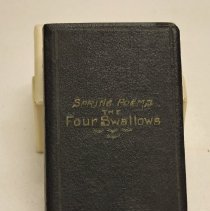 Spring Poems
THE
Four Swallows